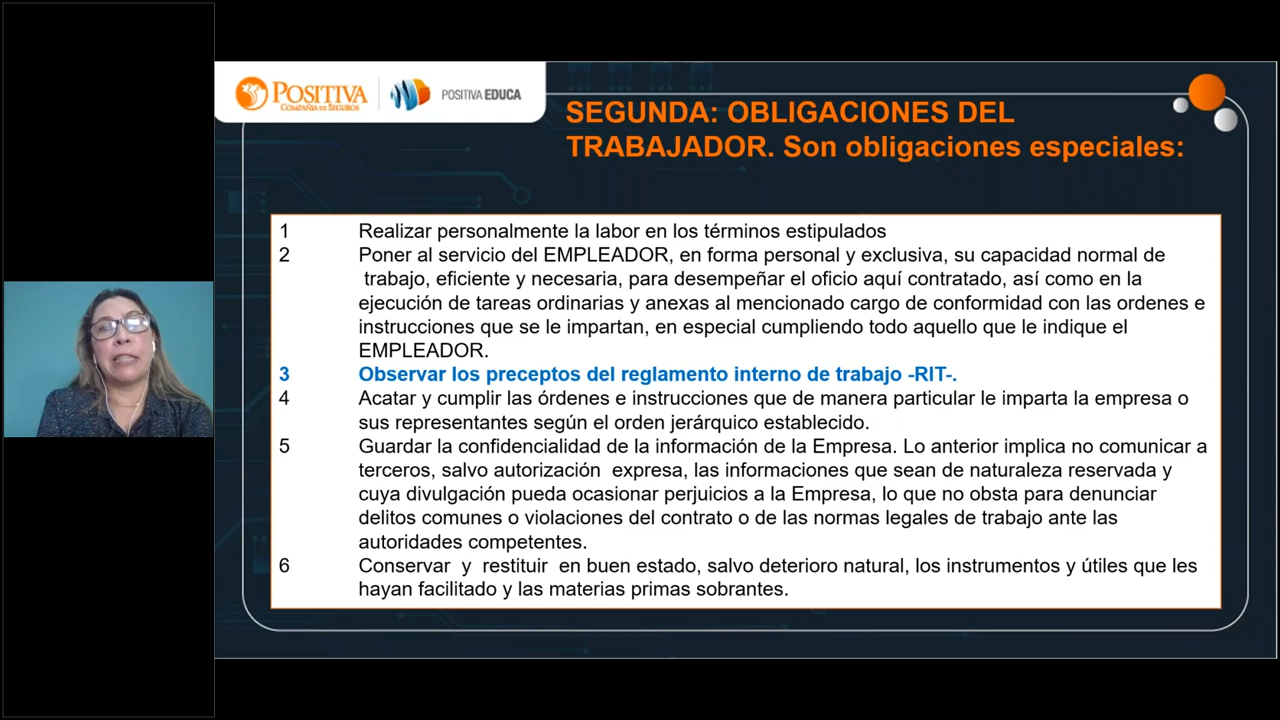 POSITIVA
COMPAÑÍA DE SEGUROS
POSITIVA EDUCA
SEGUNDA: OBLIGACIONES DEL
TRABAJADOR. Son obligaciones especiales:
1 Realizar personalmente la labor en los términos estipulados
2 Poner al servicio del EMPLEADOR, en forma personal y exclusiva, su capacidad normal de
trabajo, eficiente y necesaria, para desempeñar el oficio aquí contratado, así como en la
ejecución de tareas ordinarias y anexas al mencionado cargo de conformidad con las ordenes e
instrucciones que se le impartan, en especial cumpliendo todo aquello que le indique el
EMPLEADOR.
3 Observar los preceptos del reglamento interno de trabajo -RIT-.
4 Acatar y cumplir las órdenes e instrucciones que de manera particular le imparta la empresa o
sus representantes según el orden jerárquico establecido.
5 Guardar la confidencialidad de la información de la Empresa. Lo anterior implica no comunicar a
terceros, salvo autorización expresa, las informaciones que sean de naturaleza reservada y
cuya divulgación pueda ocasionar perjuicios a la Empresa, lo que no obsta para denunciar
delitos comunes o violaciones del contrato o de las normas legales de trabajo ante las
autoridades competentes.
6 Conservar y restituir en buen estado, salvo deterioro natural, los instrumentos y útiles que les
hayan facilitado y las materias primas sobrantes.